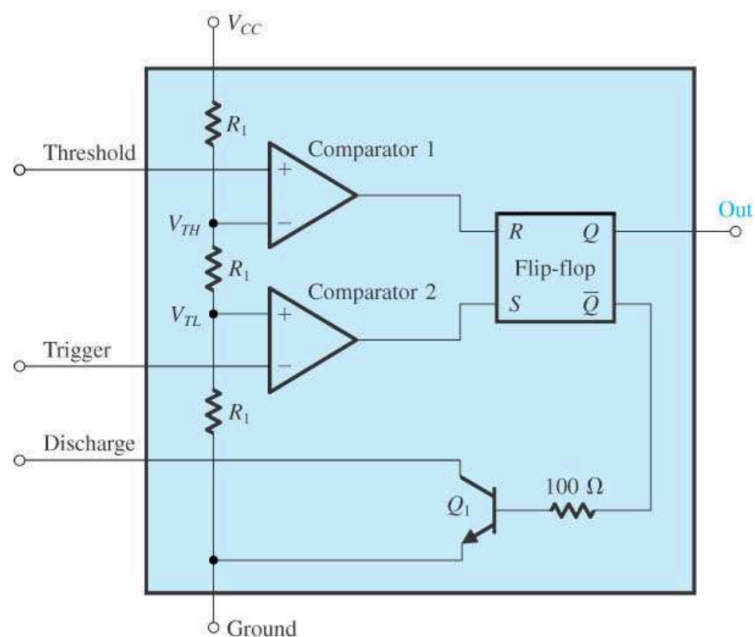 V_CC
R_1
Threshold
Comparator 1
+
−
V_TH
Out
R Q
Flip-flop
S Q̅
R_1
Comparator 2
V_TL
+
−
Trigger
R_1
Discharge
100 Ω
Q_1
Ground